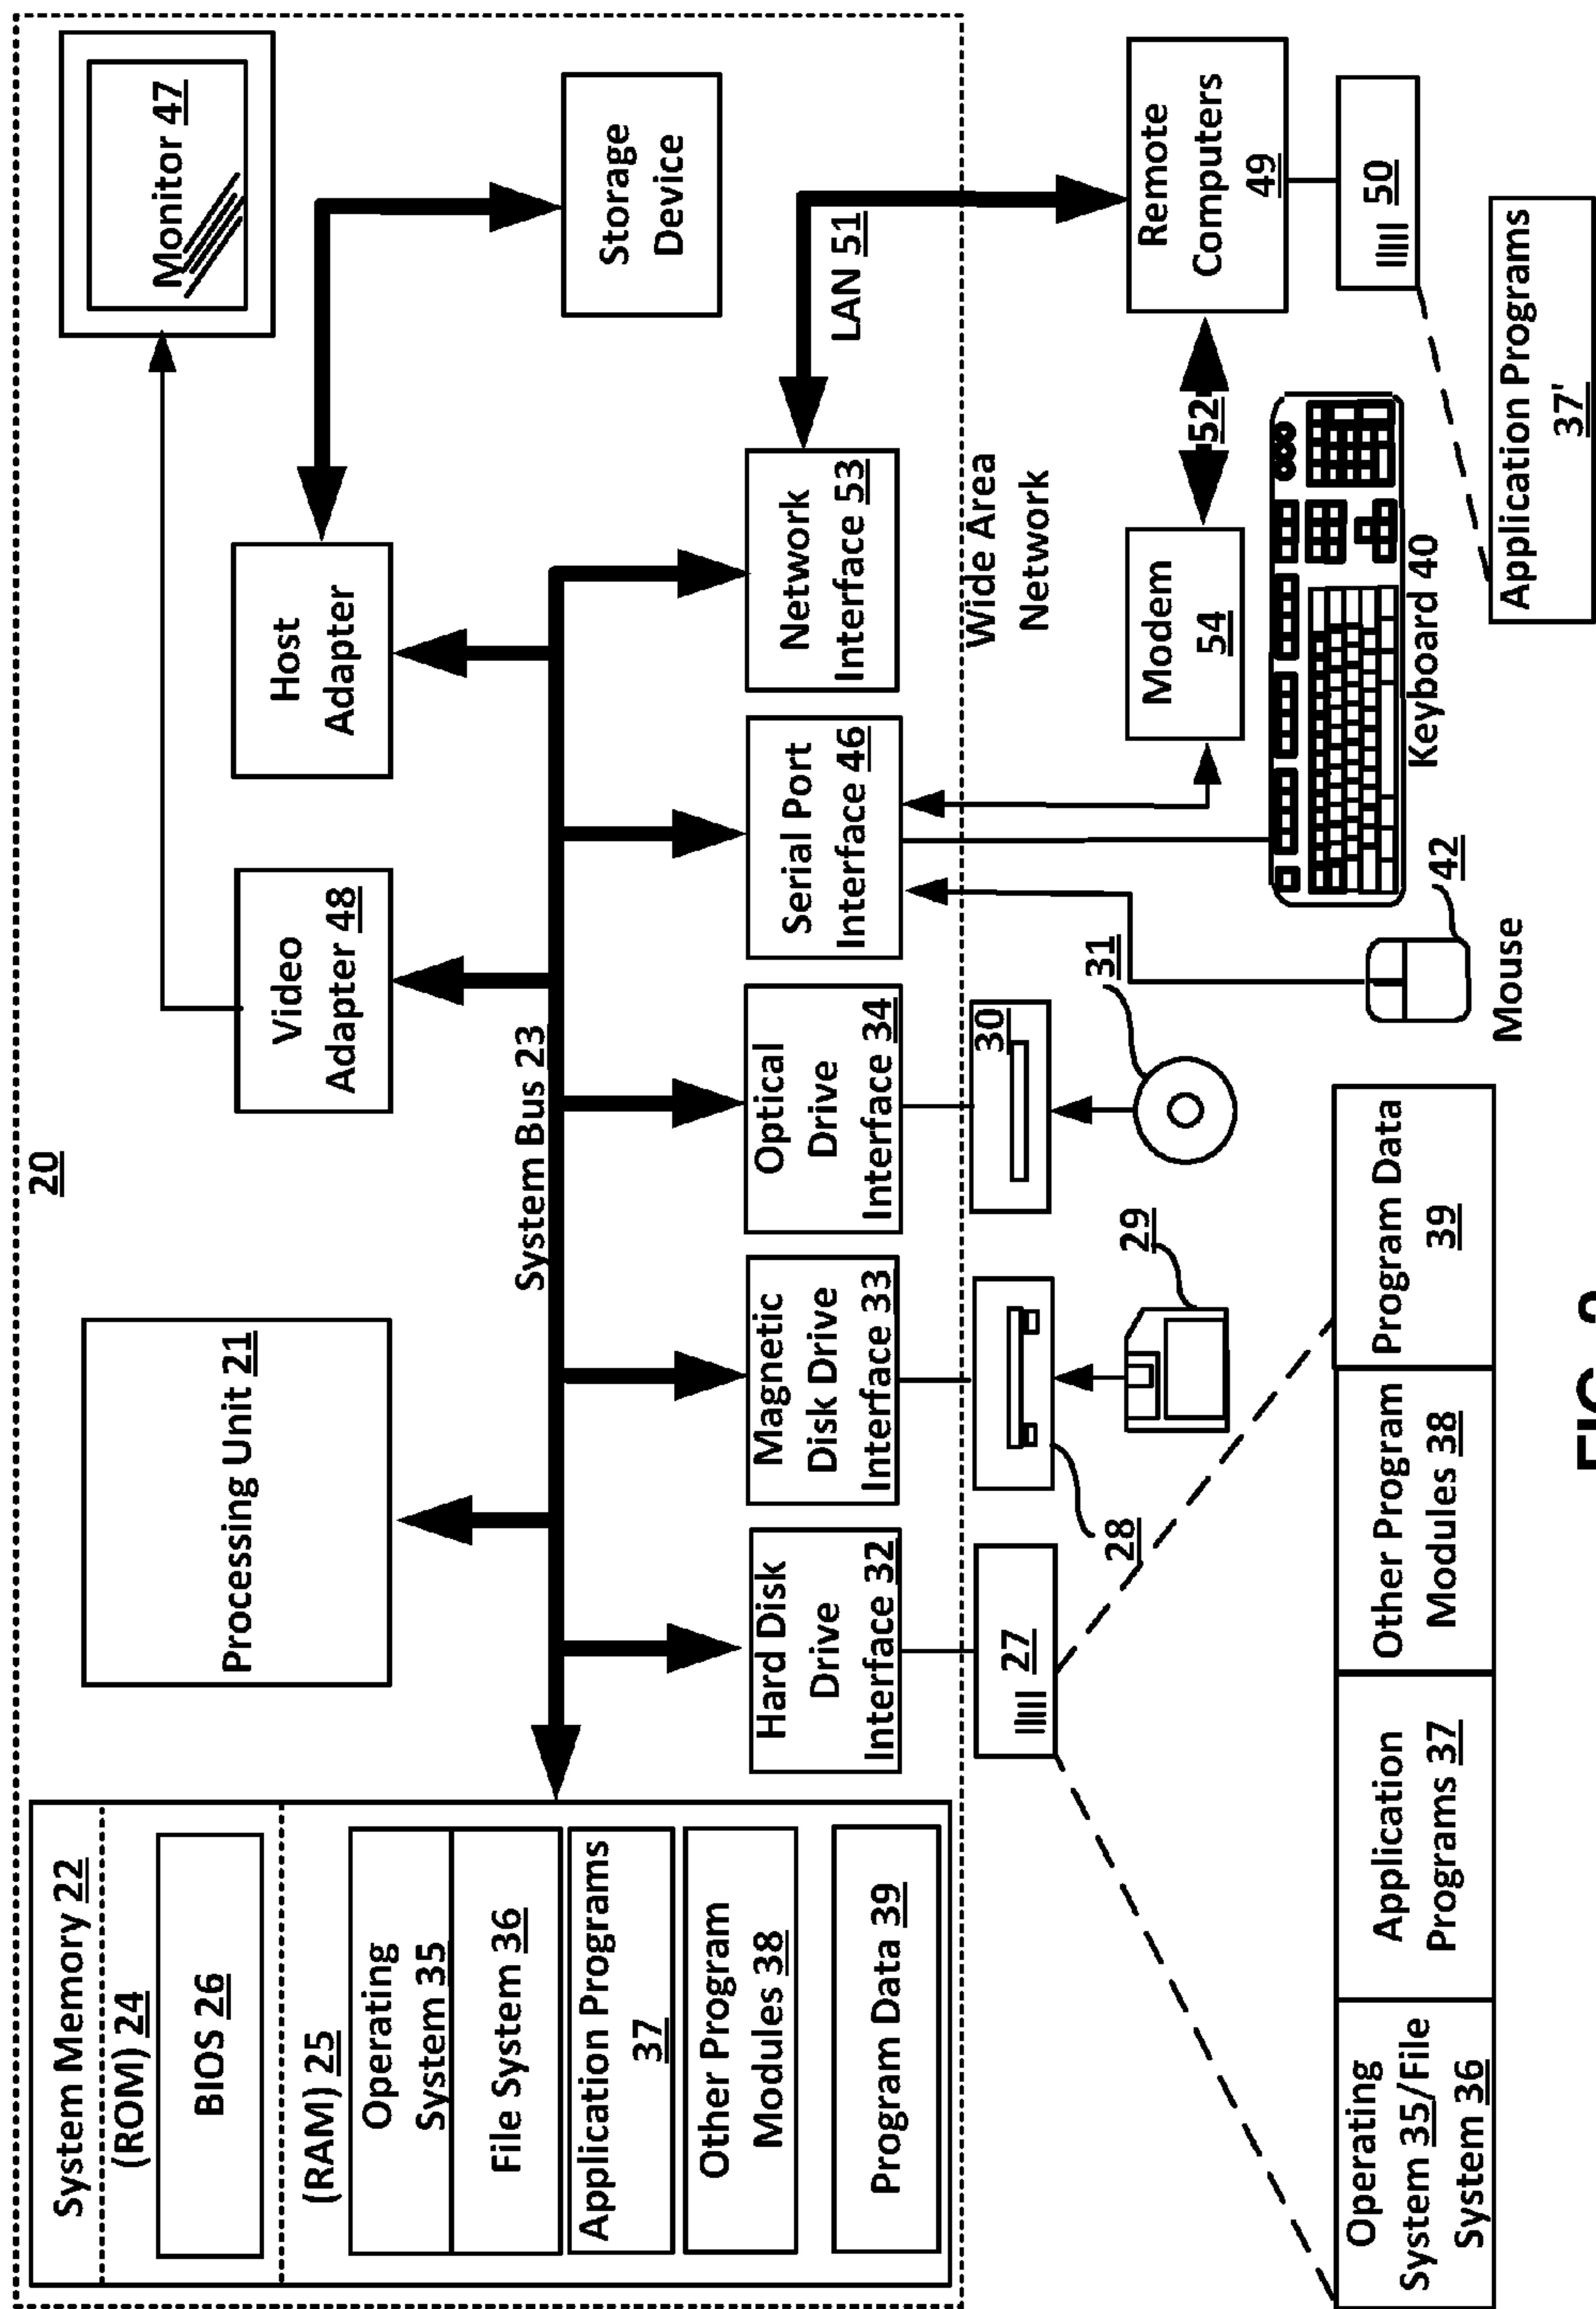 20
System Memory 22
(ROM) 24
BIOS 26
(RAM) 25
Operating
System 35
File System 36
Application Programs
37
Other Program
Modules 38
Program Data 39
Processing Unit 21
Video
Adapter 48
Host
Adapter
Monitor 47
Storage
Device
System Bus 23
Hard Disk
Drive
Interface 32
Magnetic
Disk Drive
Interface 33
Optical
Drive
Interface 34
Serial Port
Interface 46
Network
Interface 53
LAN 51
Wide Area
Network
27
28
29
30
31
Modem
54
52
Remote
Computers
49
50
Keyboard 40
42
Mouse
Operating
System 35/File
System 36
Application
Programs 37
Other Program
Modules 38
Program Data
39
Application Programs
37'